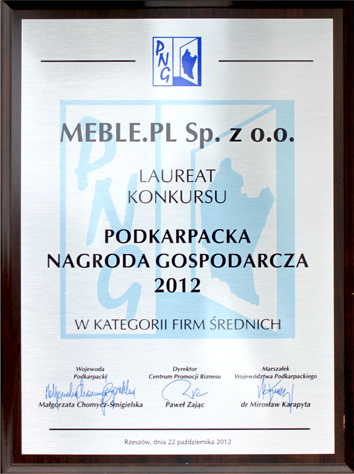 PNG
MEBLE.PL Sp. z o.o.
LAUREAT
KONKURSU
PODKARPACKA
NAGRODA GOSPODARCZA
2012
W KATEGORII FIRM ŚREDNICH
Wojewoda
Podkarpacki
Małgorzata Chomycz-Śmigielska
Dyrektor
Centrum Promocji Biznesu
Paweł Zając
Marszałek
Województwa Podkarpackiego
dr Mirosław Karapyta
Rzeszów, dnia 22 października 2012